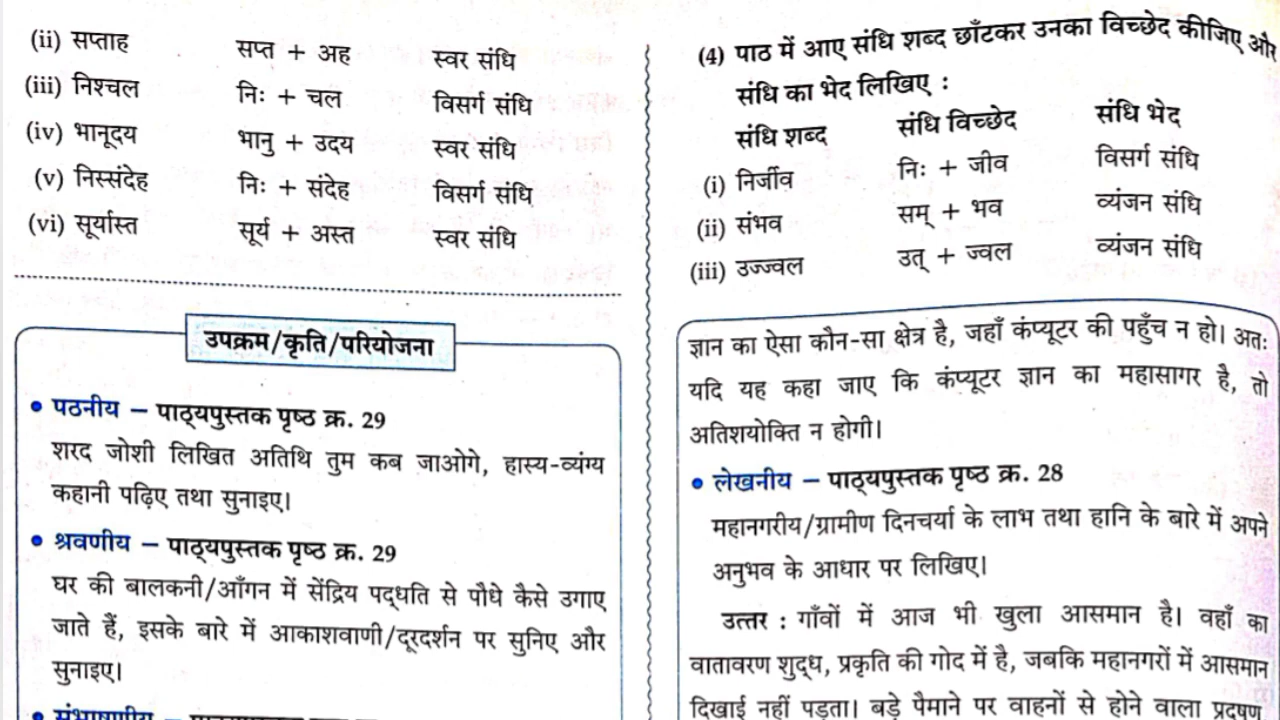 (ii) सप्ताह सप्त + अह स्वर संधि
(iii) निश्चल निः + चल विसर्ग संधि
(iv) भानूदय भानु + उदय स्वर संधि
(v) निस्संदेह निः + संदेह विसर्ग संधि
(vi) सूर्यास्त सूर्य + अस्त स्वर संधि
उपक्रम/कृति/परियोजना
• पठनीय – पाठ्यपुस्तक पृष्ठ क्र. 29
शरद जोशी लिखित अतिथि तुम कब जाओगे, हास्य-व्यंग्य
कहानी पढ़िए तथा सुनाइए।
• श्रवणीय – पाठ्यपुस्तक पृष्ठ क्र. 29
घर की बालकनी/आँगन में सेंद्रिय पद्धति से पौधे कैसे उगाए
जाते हैं, इसके बारे में आकाशवाणी/दूरदर्शन पर सुनिए और
सुनाइए।
• संभाषणीय – पाठ्यपुस्तक पृष्ठ क्र.
(4) पाठ में आए संधि शब्द छाँटकर उनका विच्छेद कीजिए और
संधि का भेद लिखिए :
संधि शब्द संधि विच्छेद संधि भेद
(i) निर्जीव निः + जीव विसर्ग संधि
(ii) संभव सम् + भव व्यंजन संधि
(iii) उज्ज्वल उत् + ज्वल व्यंजन संधि
ज्ञान का ऐसा कौन-सा क्षेत्र है, जहाँ कंप्यूटर की पहुँच न हो। अतः
यदि यह कहा जाए कि कंप्यूटर ज्ञान का महासागर है, तो
अतिशयोक्ति न होगी।
• लेखनीय – पाठ्यपुस्तक पृष्ठ क्र. 28
महानगरीय/ग्रामीण दिनचर्या के लाभ तथा हानि के बारे में अपने
अनुभव के आधार पर लिखिए।
उत्तर : गाँवों में आज भी खुला आसमान है। वहाँ का
वातावरण शुद्ध, प्रकृति की गोद में है, जबकि महानगरों में आसमान
दिखाई नहीं पड़ता। बड़े पैमाने पर वाहनों से होने वाला प्रदूषण